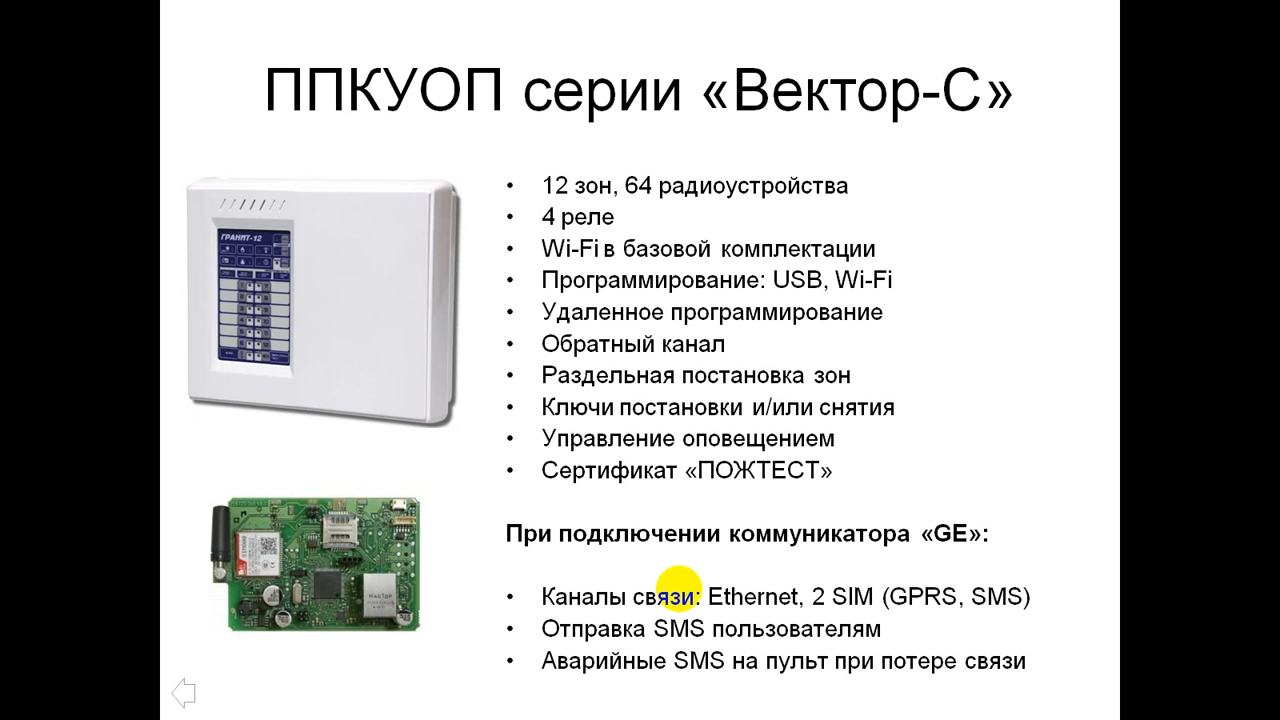 ППКУОП серии «Вектор-С»
ГРАНИТ-12
• 12 зон, 64 радиоустройства
• 4 реле
• Wi-Fi в базовой комплектации
• Программирование: USB, Wi-Fi
• Удаленное программирование
• Обратный канал
• Раздельная постановка зон
• Ключи постановки и/или снятия
• Управление оповещением
• Сертификат «ПОЖТЕСТ»
При подключении коммуникатора «GE»:
• Каналы связи: Ethernet, 2 SIM (GPRS, SMS)
• Отправка SMS пользователям
• Аварийные SMS на пульт при потере связи